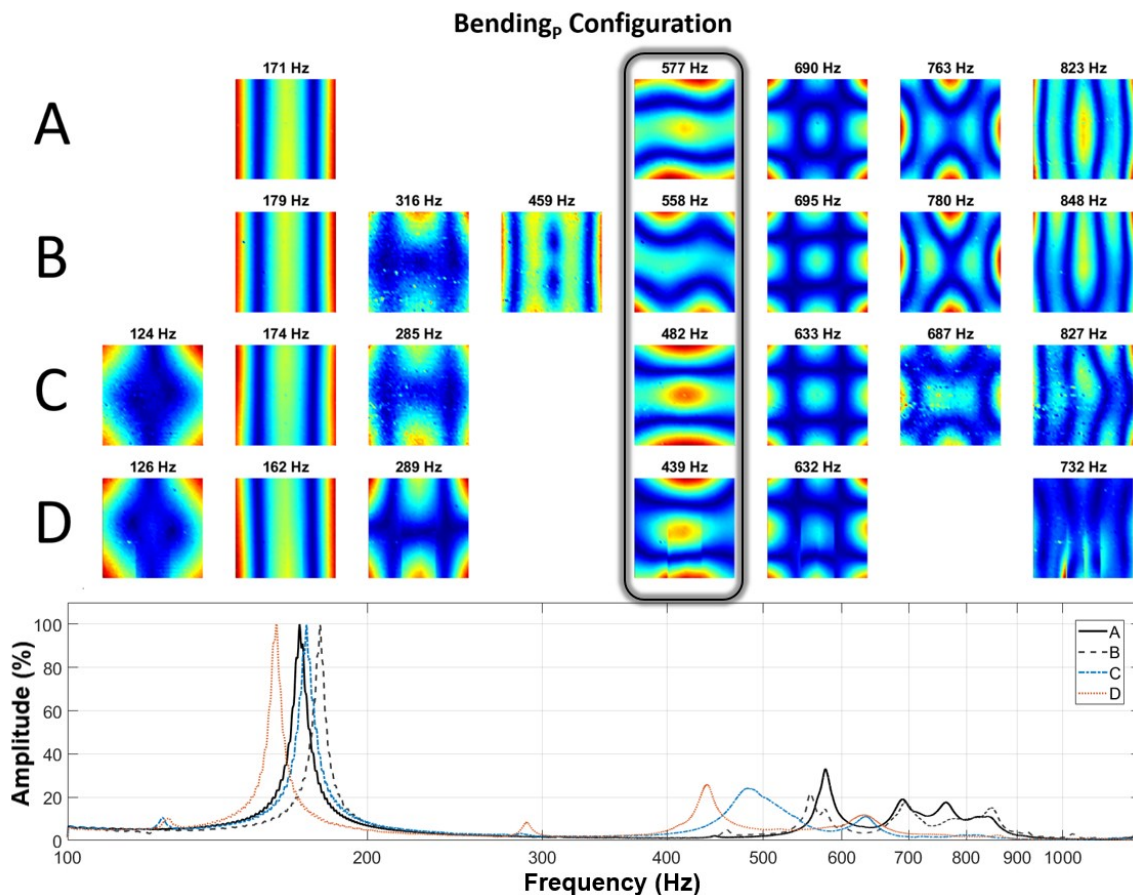 Bendingₚ Configuration
171 Hz 577 Hz 690 Hz 763 Hz 823 Hz
A
179 Hz 316 Hz 459 Hz 558 Hz 695 Hz 780 Hz 848 Hz
B
124 Hz 174 Hz 285 Hz 482 Hz 633 Hz 687 Hz 827 Hz
C
126 Hz 162 Hz 289 Hz 439 Hz 632 Hz 732 Hz
D
Amplitude (%)
100
80
60
40
20
0
A
B
C
D
100 200 300 400 500 600 700 800 900 1000
Frequency (Hz)